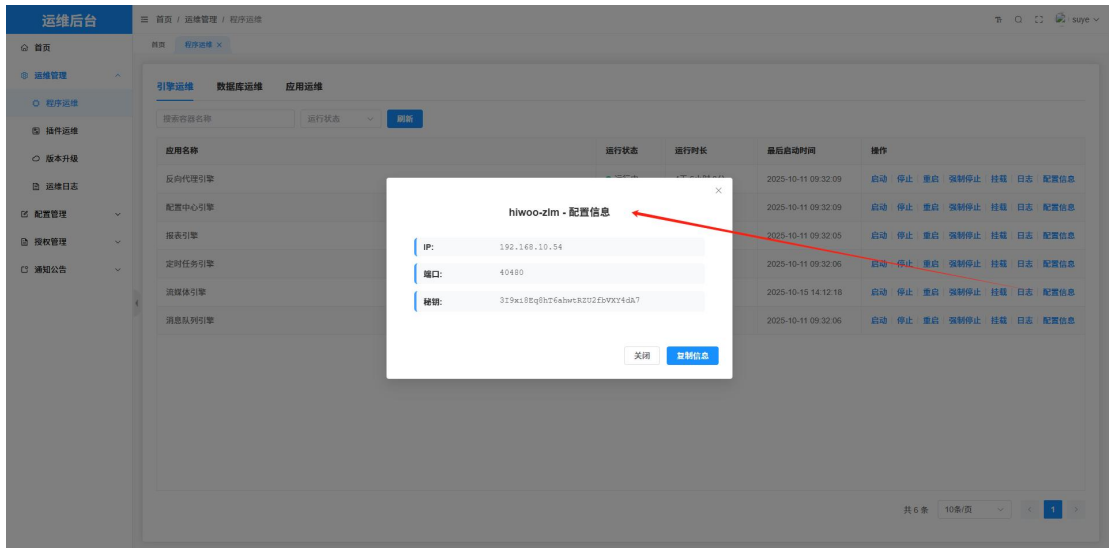 运维后台
首页 / 运维管理 / 程序运维
suye
首页
首页 程序运维 ×
运维管理
程序运维
插件运维
版本升级
运维日志
配置管理
授权管理
通知公告
引擎运维 数据库运维 应用运维
搜索容器名称 运行状态 刷新
应用名称 运行状态 运行时长 最后启动时间 操作
反向代理引擎 2025-10-11 09:32:09 启动 停止 重启 强制停止 挂载 日志 配置信息
配置中心引擎 2025-10-11 09:32:09 启动 停止 重启 强制停止 挂载 日志 配置信息
报表引擎 2025-10-11 09:32:05 启动 停止 重启 强制停止 挂载 日志 配置信息
定时任务引擎 2025-10-11 09:32:06 启动 停止 重启 强制停止 挂载 日志 配置信息
流媒体引擎 2025-10-15 14:12:18 启动 停止 重启 强制停止 挂载 日志 配置信息
消息队列引擎 2025-10-11 09:32:06 启动 停止 重启 强制停止 挂载 日志 配置信息
hiwoo-zlm - 配置信息
IP: 192.168.10.54
端口: 40480
秘钥:
关闭 复制信息
共 6 条 10条/页 1